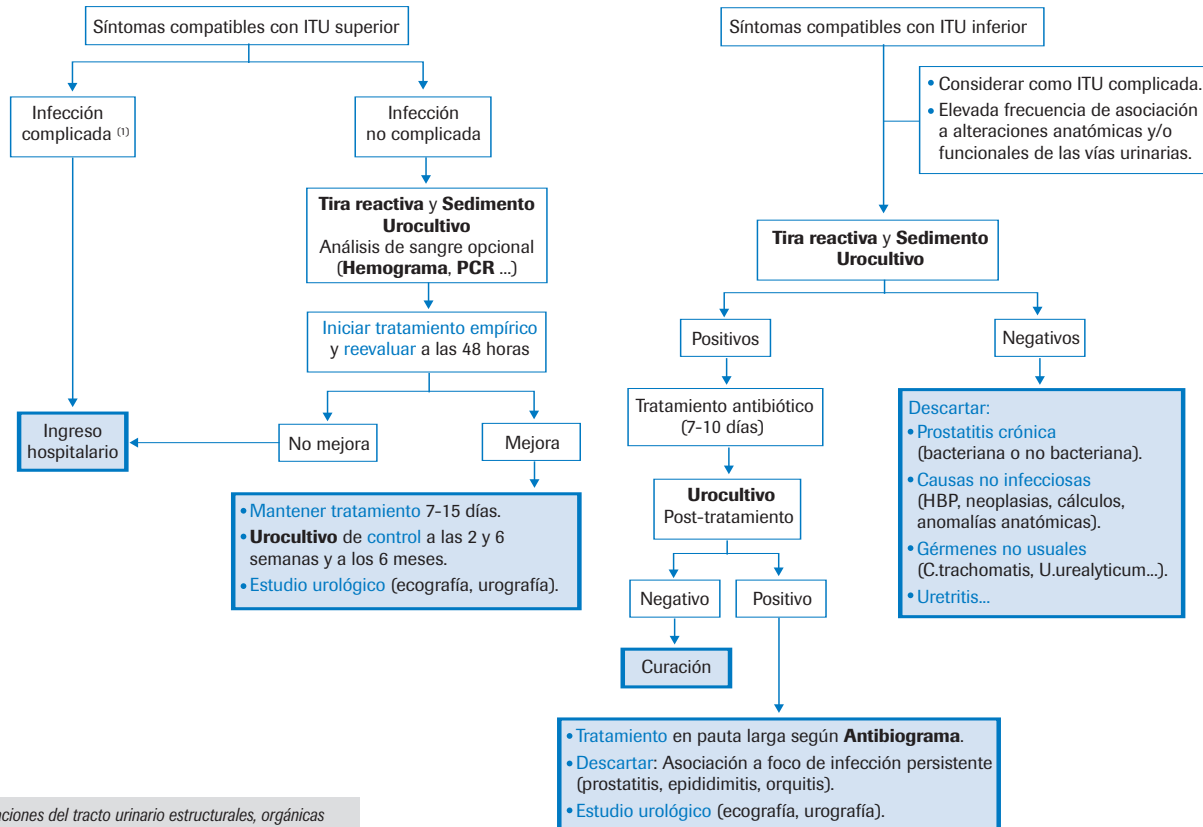 Síntomas compatibles con ITU superior
Infección
complicada (1)
Infección
no complicada
Tira reactiva y Sedimento
Urocultivo
Análisis de sangre opcional
(Hemograma, PCR ...)
Iniciar tratamiento empírico
y reevaluar a las 48 horas
Ingreso
hospitalario
No mejora
Mejora
• Mantener tratamiento 7-15 días.
• Urocultivo de control a las 2 y 6
semanas y a los 6 meses.
• Estudio urológico (ecografía, urografía).
Síntomas compatibles con ITU inferior
• Considerar como ITU complicada.
• Elevada frecuencia de asociación
a alteraciones anatómicas y/o
funcionales de las vías urinarias.
Tira reactiva y Sedimento
Urocultivo
Positivos
Negativos
Tratamiento antibiótico
(7-10 días)
Urocultivo
Post-tratamiento
Negativo
Positivo
Curación
Descartar:
• Prostatitis crónica
(bacteriana o no bacteriana).
• Causas no infecciosas
(HBP, neoplasias, cálculos,
anomalías anatómicas).
• Gérmenes no usuales
(C.trachomatis, U.urealyticum...).
• Uretritis...
• Tratamiento en pauta larga según Antibiograma.
• Descartar: Asociación a foco de infección persistente
(prostatitis, epididimitis, orquitis).
• Estudio urológico (ecografía, urografía).
del tracto urinario estructurales, orgánicas